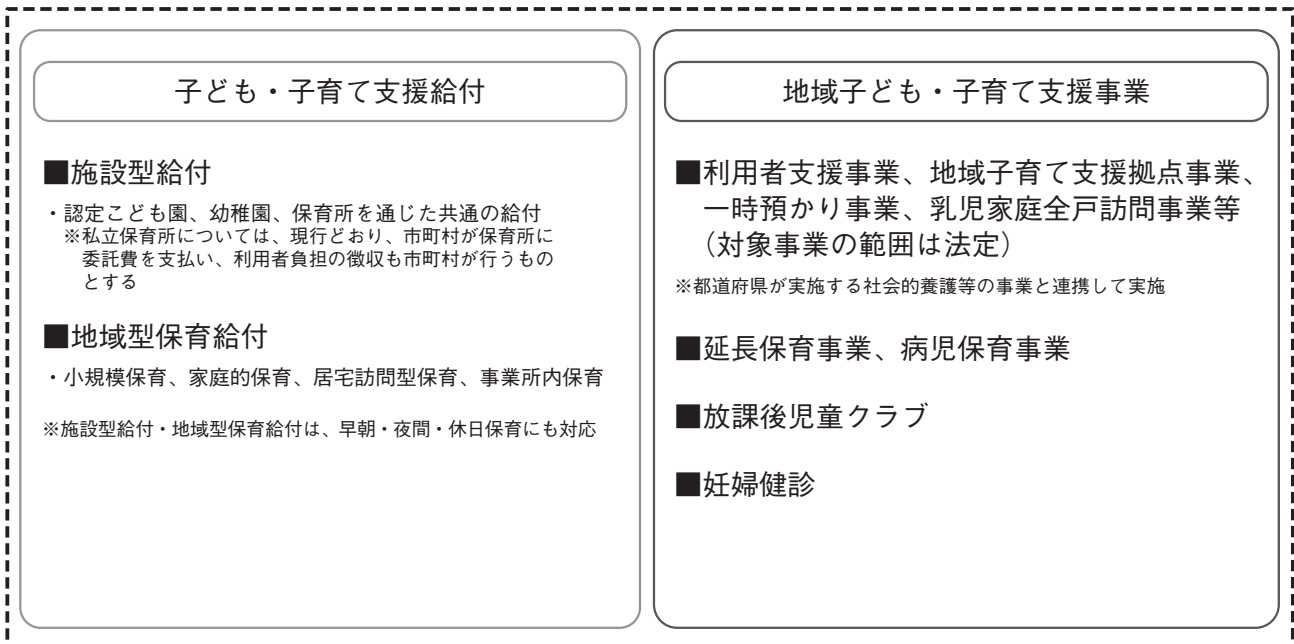 子ども・子育て支援給付
■施設型給付
・認定こども園、幼稚園、保育所を通じた共通の給付
※私立保育所については、現行どおり、市町村が保育所に
委託費を支払い、利用者負担の徴収も市町村が行うもの
とする
■地域型保育給付
・小規模保育、家庭的保育、居宅訪問型保育、事業所内保育
※施設型給付・地域型保育給付は、早朝・夜間・休日保育にも対応
地域子ども・子育て支援事業
■利用者支援事業、地域子育て支援拠点事業、
一時預かり事業、乳児家庭全戸訪問事業等
（対象事業の範囲は法定）
※都道府県が実施する社会的養護等の事業と連携して実施
■延長保育事業、病児保育事業
■放課後児童クラブ
■妊婦健診